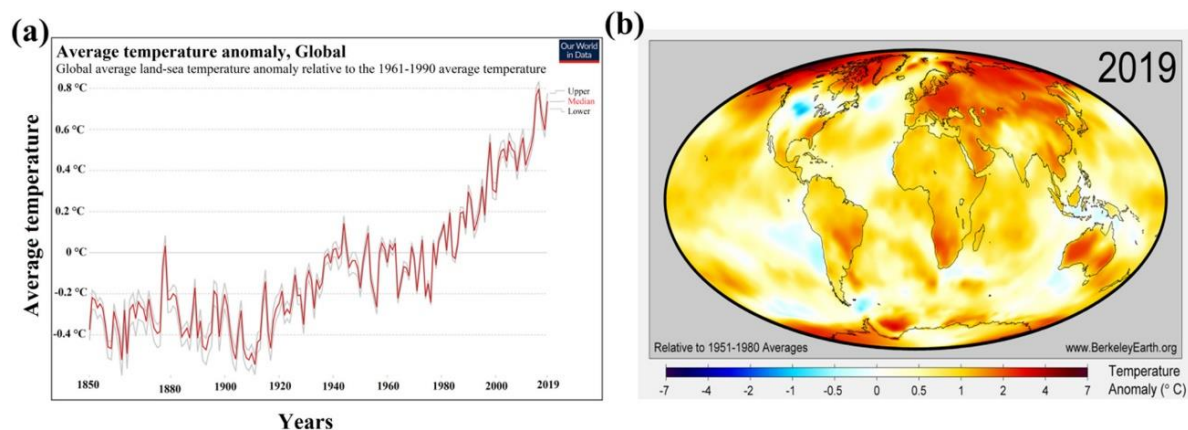 (a)
Average temperature anomaly, Global
Global average land-sea temperature anomaly relative to the 1961-1990 average temperature
Our World
in Data
0.8 °C
0.6 °C
0.4 °C
0.2 °C
0 °C
-0.2 °C
-0.4 °C
Upper
Median
Lower
Average temperature
1850
1880
1900
1920
1940
1960
1980
2000
2019
Years
(b)
2019
Relative to 1951-1980 Averages
www.BerkeleyEarth.org
-7 -4 -2 -1 -0.5 0 0.5 1 2 4 7
Temperature
Anomaly (° C)